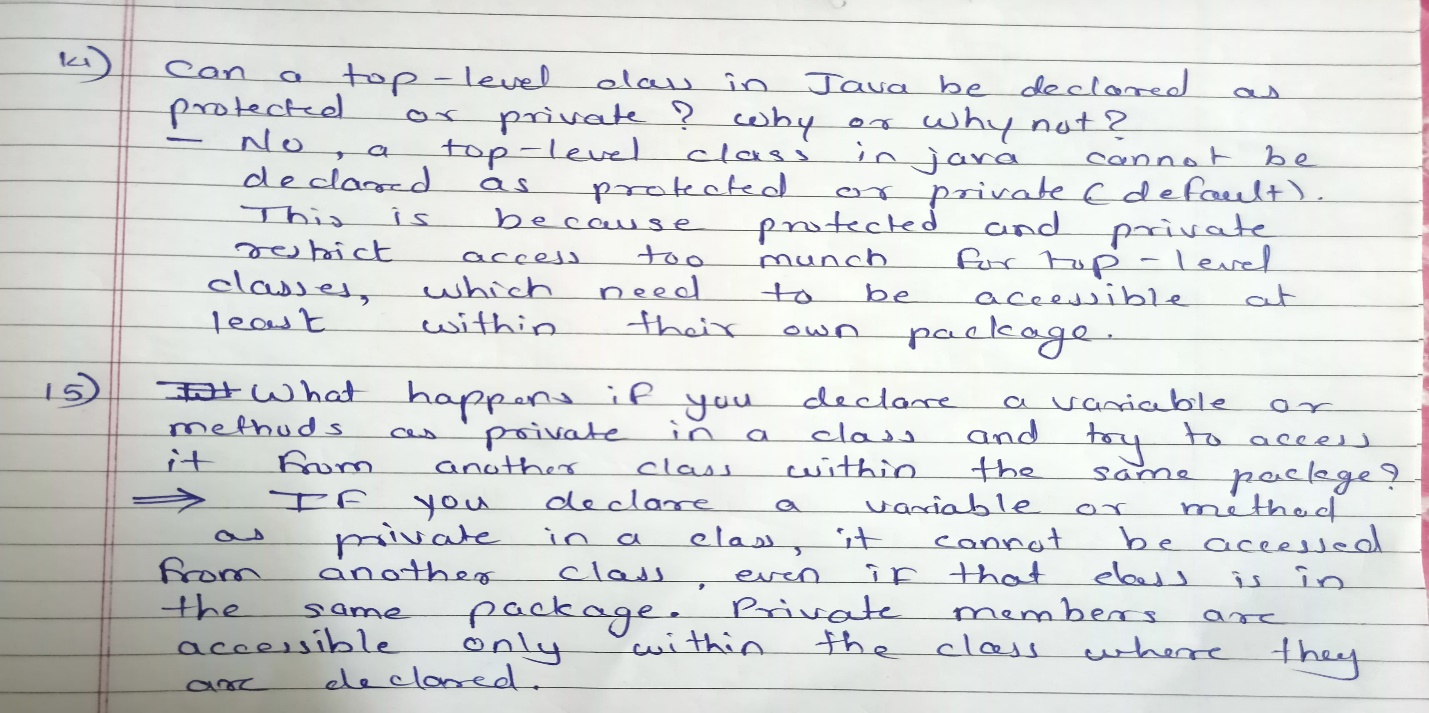 14) Can a top-level class in Java be declared as
protected or private? why or why not?
- No, a top-level class in java cannot be
declared as protected or private (default).
This is because protected and private
restrict access too munch for top-level
classes, which need to be accessible at
least within their own package.
15) What happens if you declare a variable or
methods as private in a class and try to access
it from another class within the same package?
⇒ IF you declare a variable or method
as private in a class, it cannot be accessed
from another class, even if that class is in
the same package. Private members are
accessible only within the class where they
are declared.